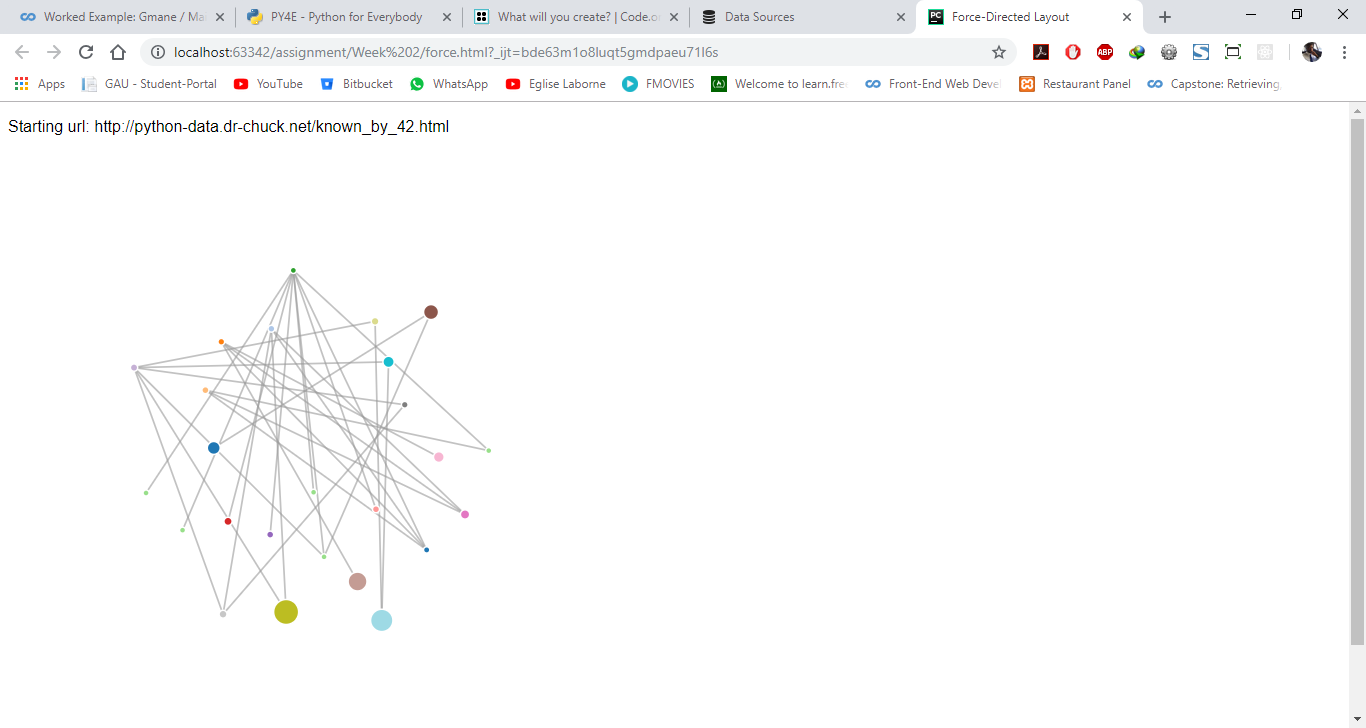 Worked Example: Gmane / Ma
PY4E - Python for Everybody
What will you create? | Code.o
Data Sources
Force-Directed Layout
localhost:63342/assignment/Week%202/force.html?_ijt=bde63m1o8luqt5gmdpaeu71l6s
ABP
Apps
GAU - Student-Portal
YouTube
Bitbucket
WhatsApp
Eglise Laborne
FMOVIES
Welcome to learn.fre
Front-End Web Deve
Restaurant Panel
Capstone: Retrieving,
Starting url: http://python-data.dr-chuck.net/known_by_42.html